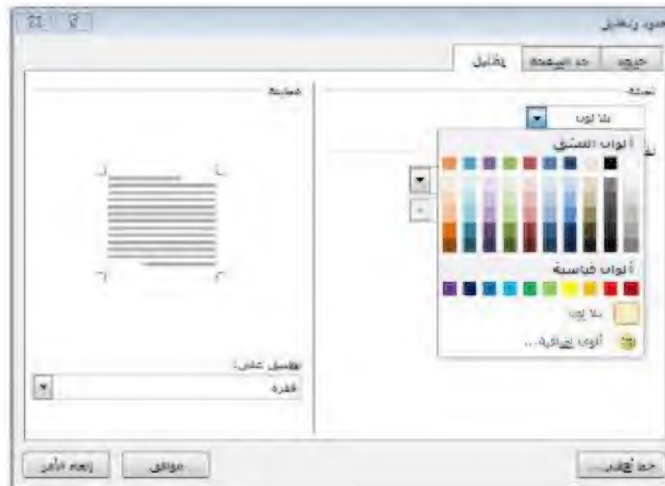 حدود وتظليل
حدود
حد الصفحة
تظليل
تعبئة
بلا لون
ألوان النسق
ألوان قياسية
بلا لون
ألوان إضافية...
معاينة
تطبيق على:
فقرة
خط أفقي...
موافق
إلغاء الأمر